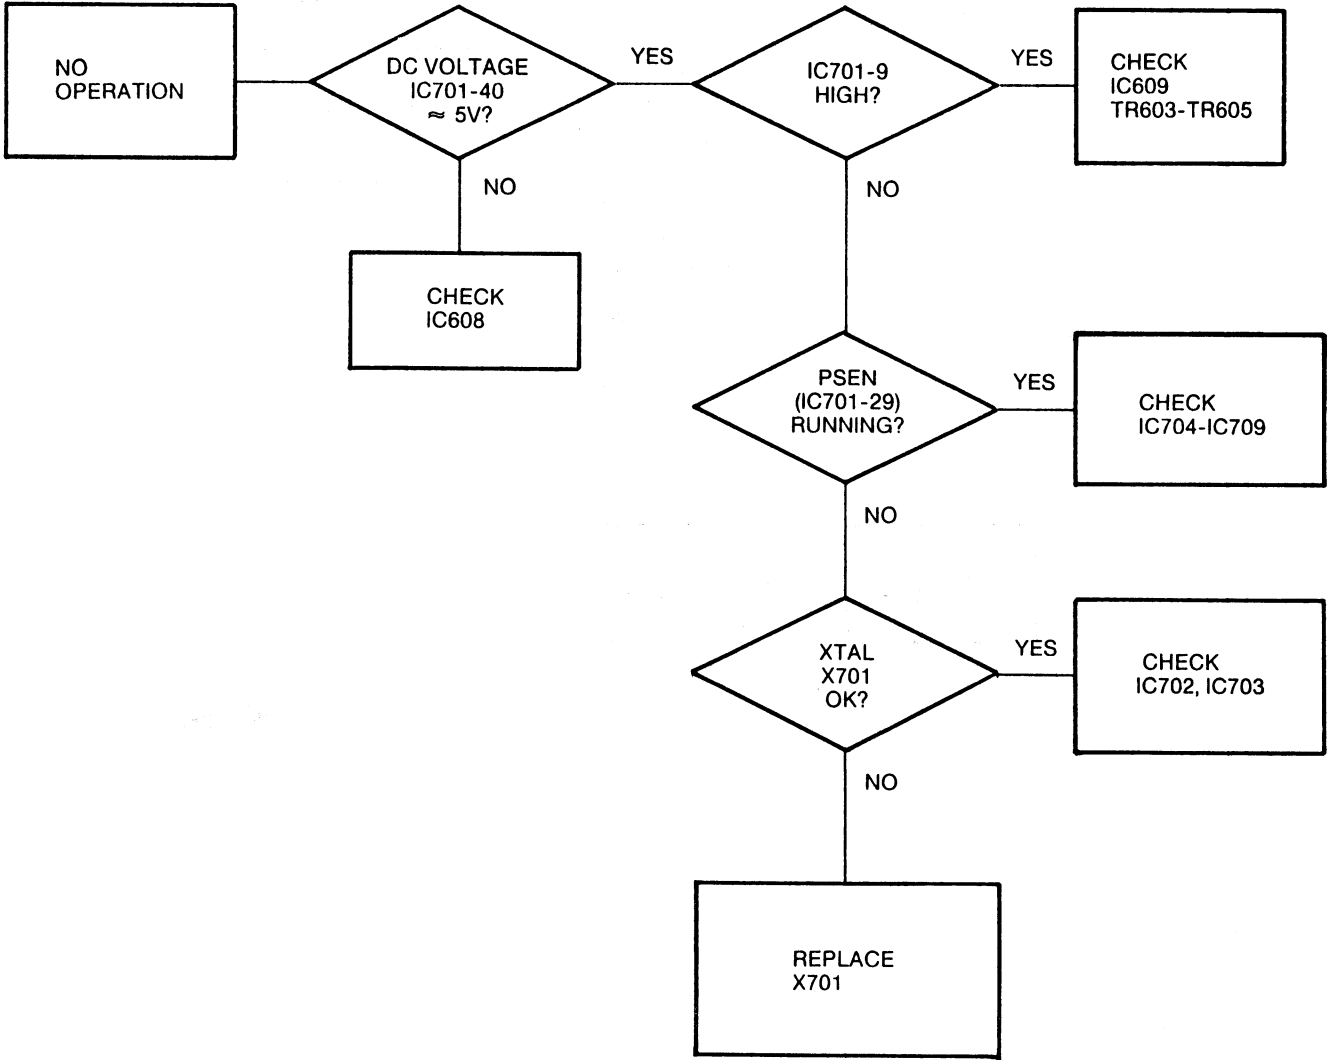 NO
OPERATION
DC VOLTAGE
IC701-40
≈ 5V?
YES
IC701-9
HIGH?
YES
CHECK
IC609
TR603-TR605
NO
CHECK
IC608
NO
PSEN
(IC701-29)
RUNNING?
YES
CHECK
IC704-IC709
NO
XTAL
X701
OK?
YES
CHECK
IC702, IC703
NO
REPLACE
X701